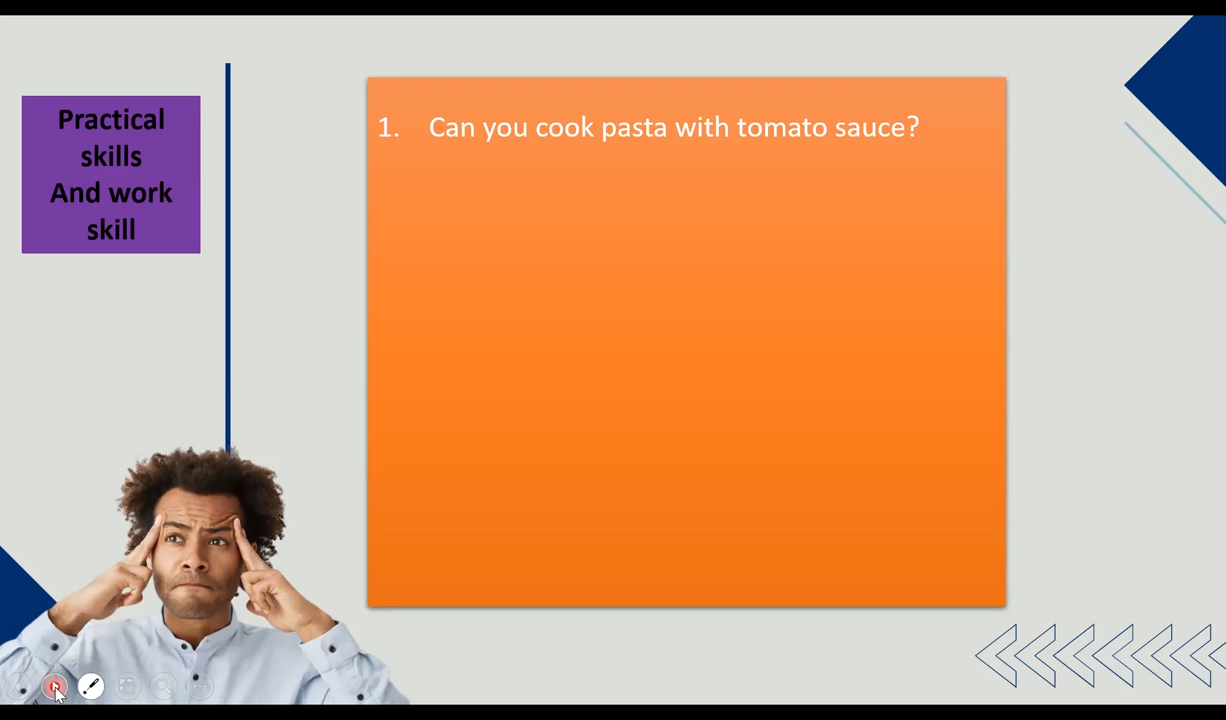 Practical
skills
And work
skill
1. Can you cook pasta with tomato sauce?